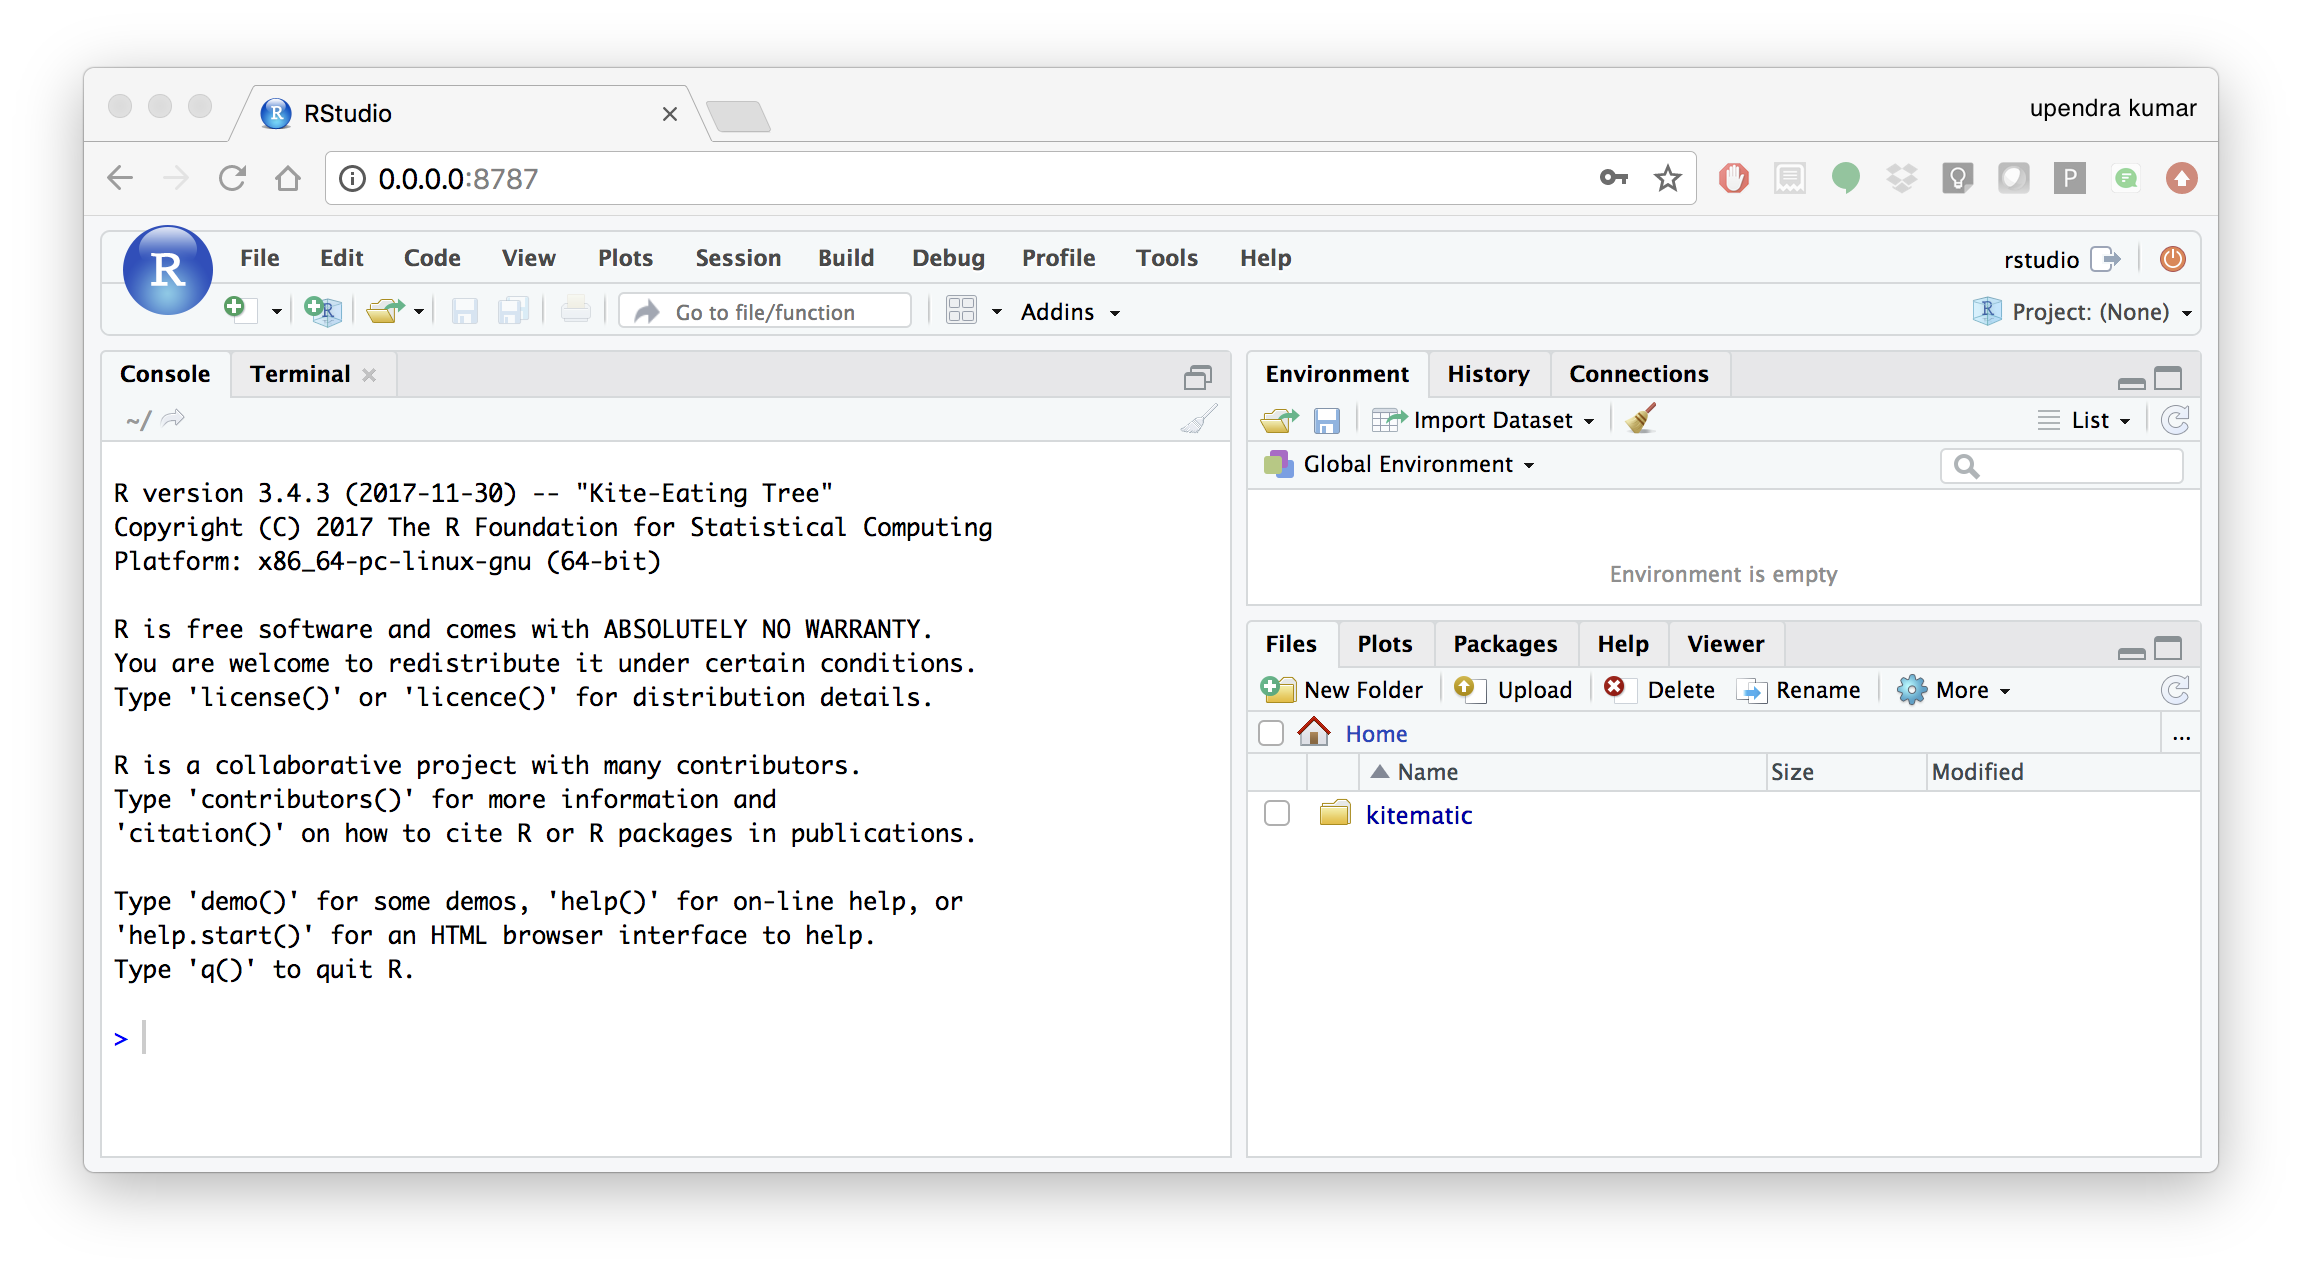 RStudio
upendra kumar
0.0.0.0:8787
R
File Edit Code View Plots Session Build Debug Profile Tools Help
rstudio
Go to file/function
Addins
Project: (None)
Console Terminal
~/
R version 3.4.3 (2017-11-30) -- "Kite-Eating Tree"
Copyright (C) 2017 The R Foundation for Statistical Computing
Platform: x86_64-pc-linux-gnu (64-bit)
R is free software and comes with ABSOLUTELY NO WARRANTY.
You are welcome to redistribute it under certain conditions.
Type 'license()' or 'licence()' for distribution details.
R is a collaborative project with many contributors.
Type 'contributors()' for more information and
'citation()' on how to cite R or R packages in publications.
Type 'demo()' for some demos, 'help()' for on-line help, or
'help.start()' for an HTML browser interface to help.
Type 'q()' to quit R.
>
Environment History Connections
Import Dataset
List
Global Environment
Environment is empty
Files Plots Packages Help Viewer
New Folder Upload Delete Rename More
Home
...
Name Size Modified
kitematic